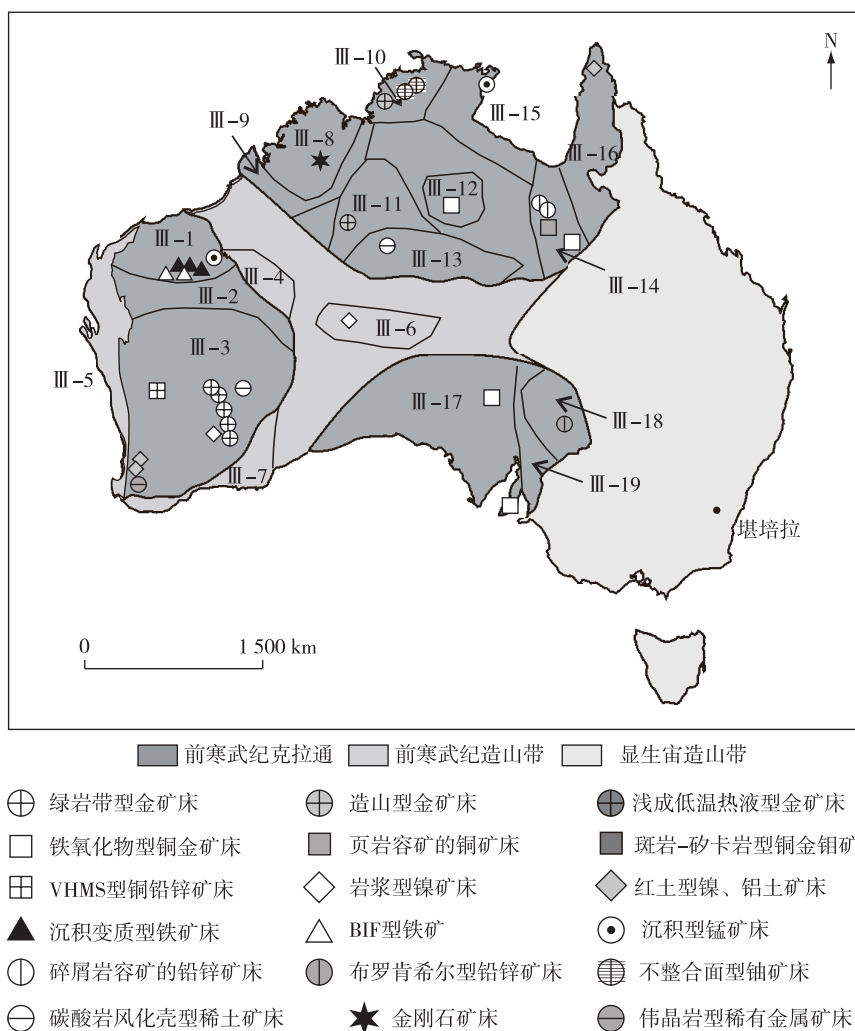 N
Ⅲ-10
Ⅲ-15
Ⅲ-9
Ⅲ-8
Ⅲ-16
Ⅲ-12
Ⅲ-11
Ⅲ-1
Ⅲ-13
Ⅲ-4
Ⅲ-14
Ⅲ-2
Ⅲ-6
Ⅲ-3
Ⅲ-5
Ⅲ-17
Ⅲ-18
Ⅲ-7
Ⅲ-19
堪培拉
0 1 500 km
前寒武纪克拉通 前寒武纪造山带 显生宙造山带
绿岩带型金矿床 造山型金矿床 浅成低温热液型金矿床
铁氧化物型铜金矿床 页岩容矿的铜矿床 斑岩-矽卡岩型铜金钼矿
VHMS型铜铅锌矿床 岩浆型镍矿床 红土型镍、铝土矿床
沉积变质型铁矿床 BIF型铁矿 沉积型锰矿床
碎屑岩容矿的铅锌矿床 布罗肯希尔型铅锌矿床 不整合面型铀矿床
碳酸岩风化壳型稀土矿床 金刚石矿床 伟晶岩型稀有金属矿床